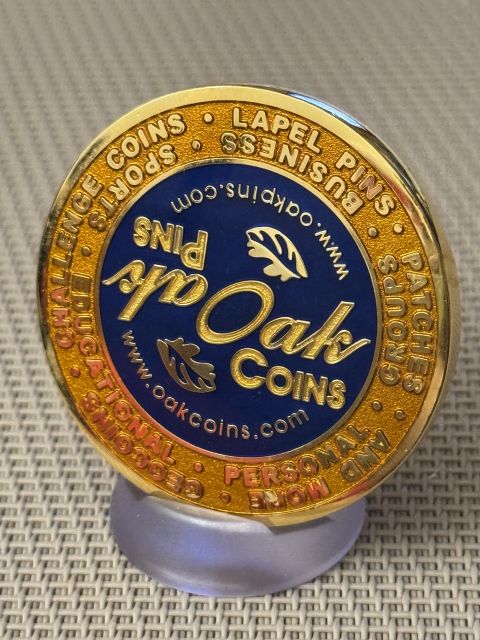 CHALLENGE COINS • LAPEL PINS • PATCHES • AND MORE •
SPORTS • BUSINESS • GROUPS • PERSONAL • EDUCATIONAL • GEOCOINS
www.oakpins.com
Oak
PINS
Oak
COINS
www.oakcoins.com